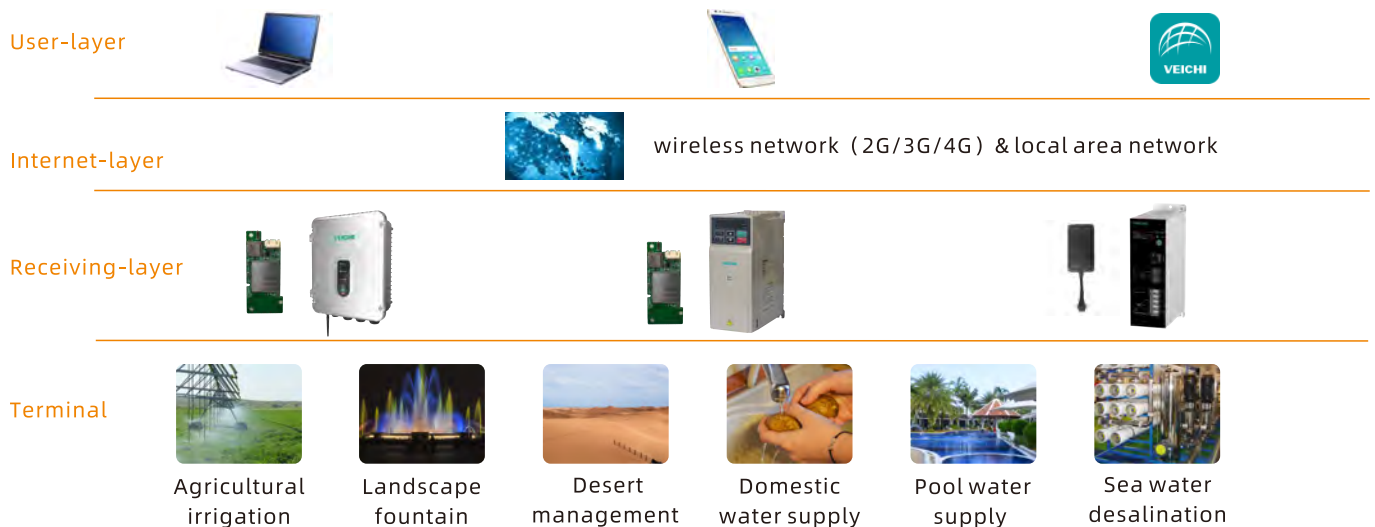 User-layer
VEICHI
Internet-layer
wireless network（2G/3G/4G）& local area network
Receiving-layer
VEICHI
Terminal
Agricultural
irrigation
Landscape
fountain
Desert
management
Domestic
water supply
Pool water
supply
Sea water
desalination